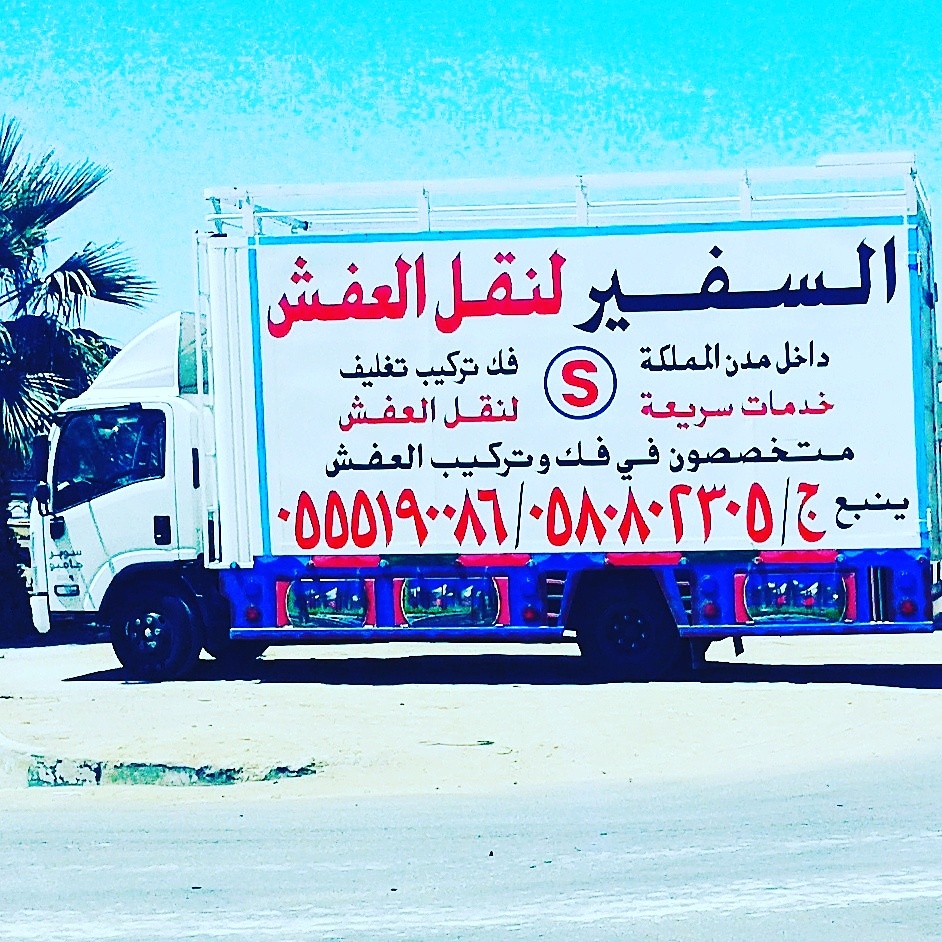 السفير لنقل العفش
داخل مدن المملكة S فك تركيب تغليف
خدمات سريعة لنقل العفش
متخصصون في فك وتركيب العفش
ينبع ج/٠٥٨٠٨٠٢٣٠٥/٠٥٥٥١٩٠٠٨٦
سوبر